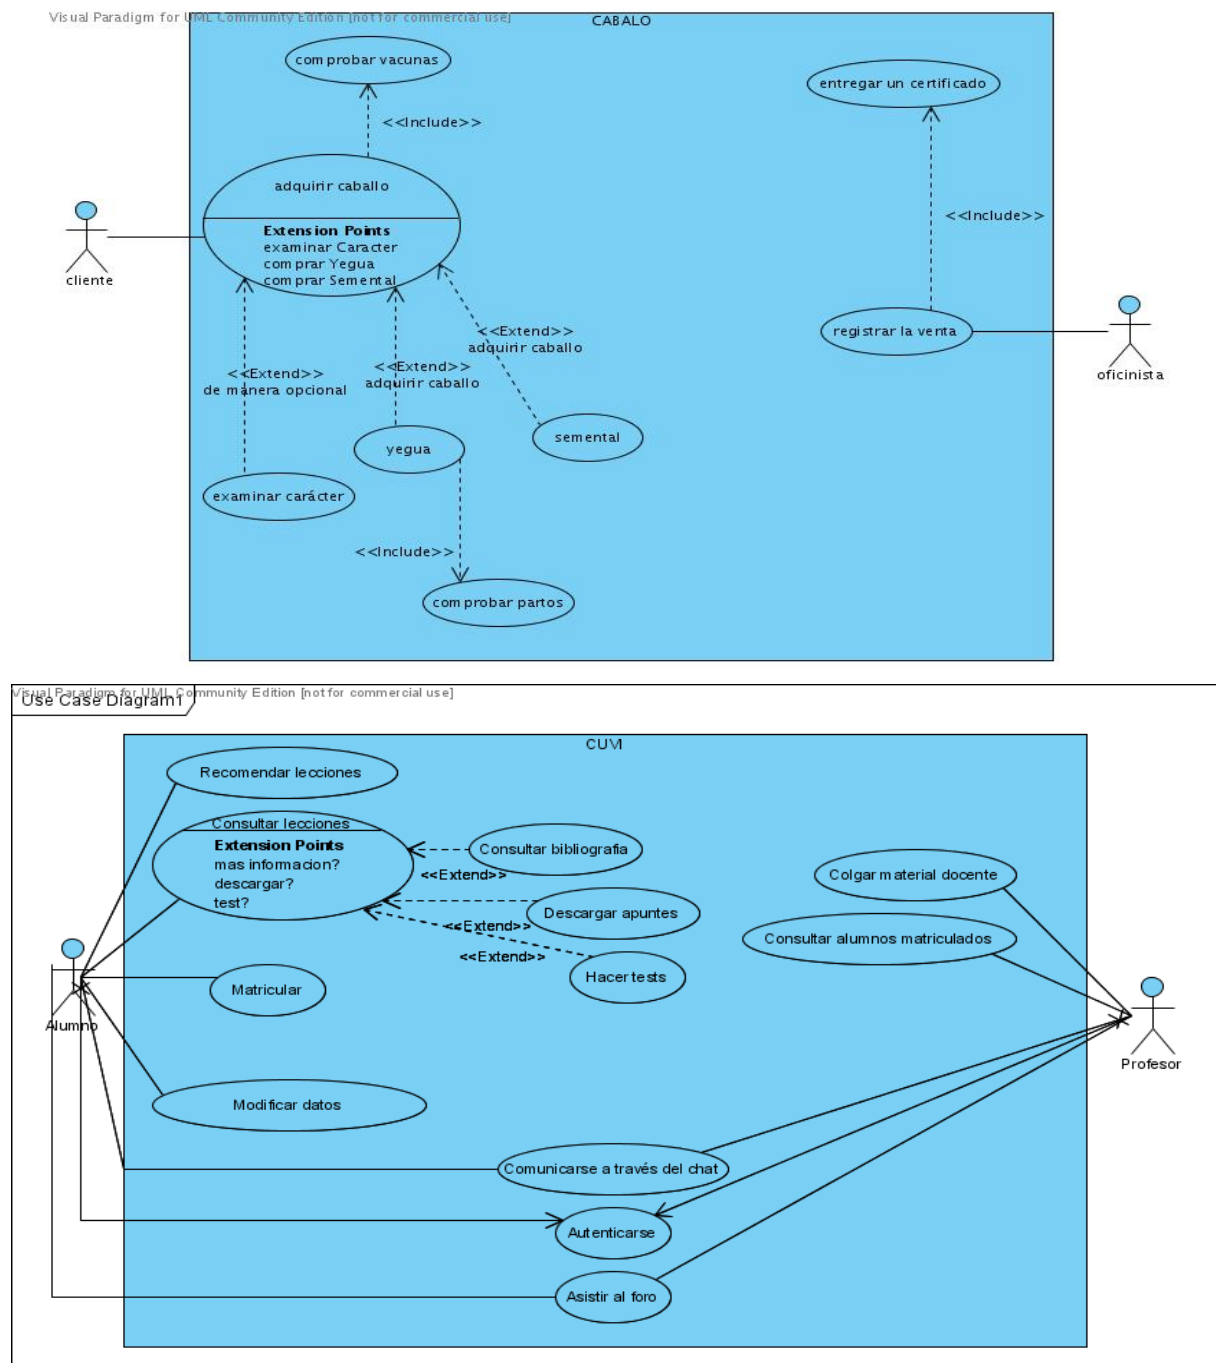 Visual Paradigm for UML Community Edition [not for commercial use]
CABALO
comprobar vacunas
entregar un certificado
<<Include>>
adquirir caballo
<<Include>>
Extension Points
examinar Caracter
comprar Yegua
comprar Semental
cliente
<<Extend>>
adquirir caballo
registrar la venta
<<Extend>>
adquirir caballo
<<Extend>>
de manera opcional
oficinista
semental
yegua
examinar carácter
<<Include>>
comprobar partos
Visual Paradigm for UML Community Edition [not for commercial use]
Use Case Diagram1
CUVI
Recomendar lecciones
Consultar lecciones
Extension Points
mas informacion?
descargar?
test?
Consultar bibliografia
<<Extend>>
Colgar material docente
Descargar apuntes
<<Extend>>
Consultar alumnos matriculados
<<Extend>>
Hacer tests
Matricular
Alumno
Profesor
Modificar datos
Comunicarse a través del chat
Autenticarse
Asistir al foro